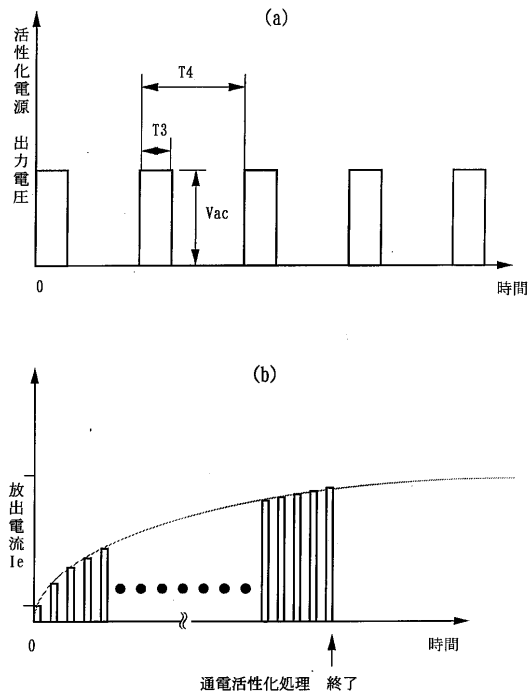 (a)
活性化電源 出力電圧
T4
T3
Vac
0
時間
(b)
放出電流 Ie
0
時間
通電活性化処理 終了